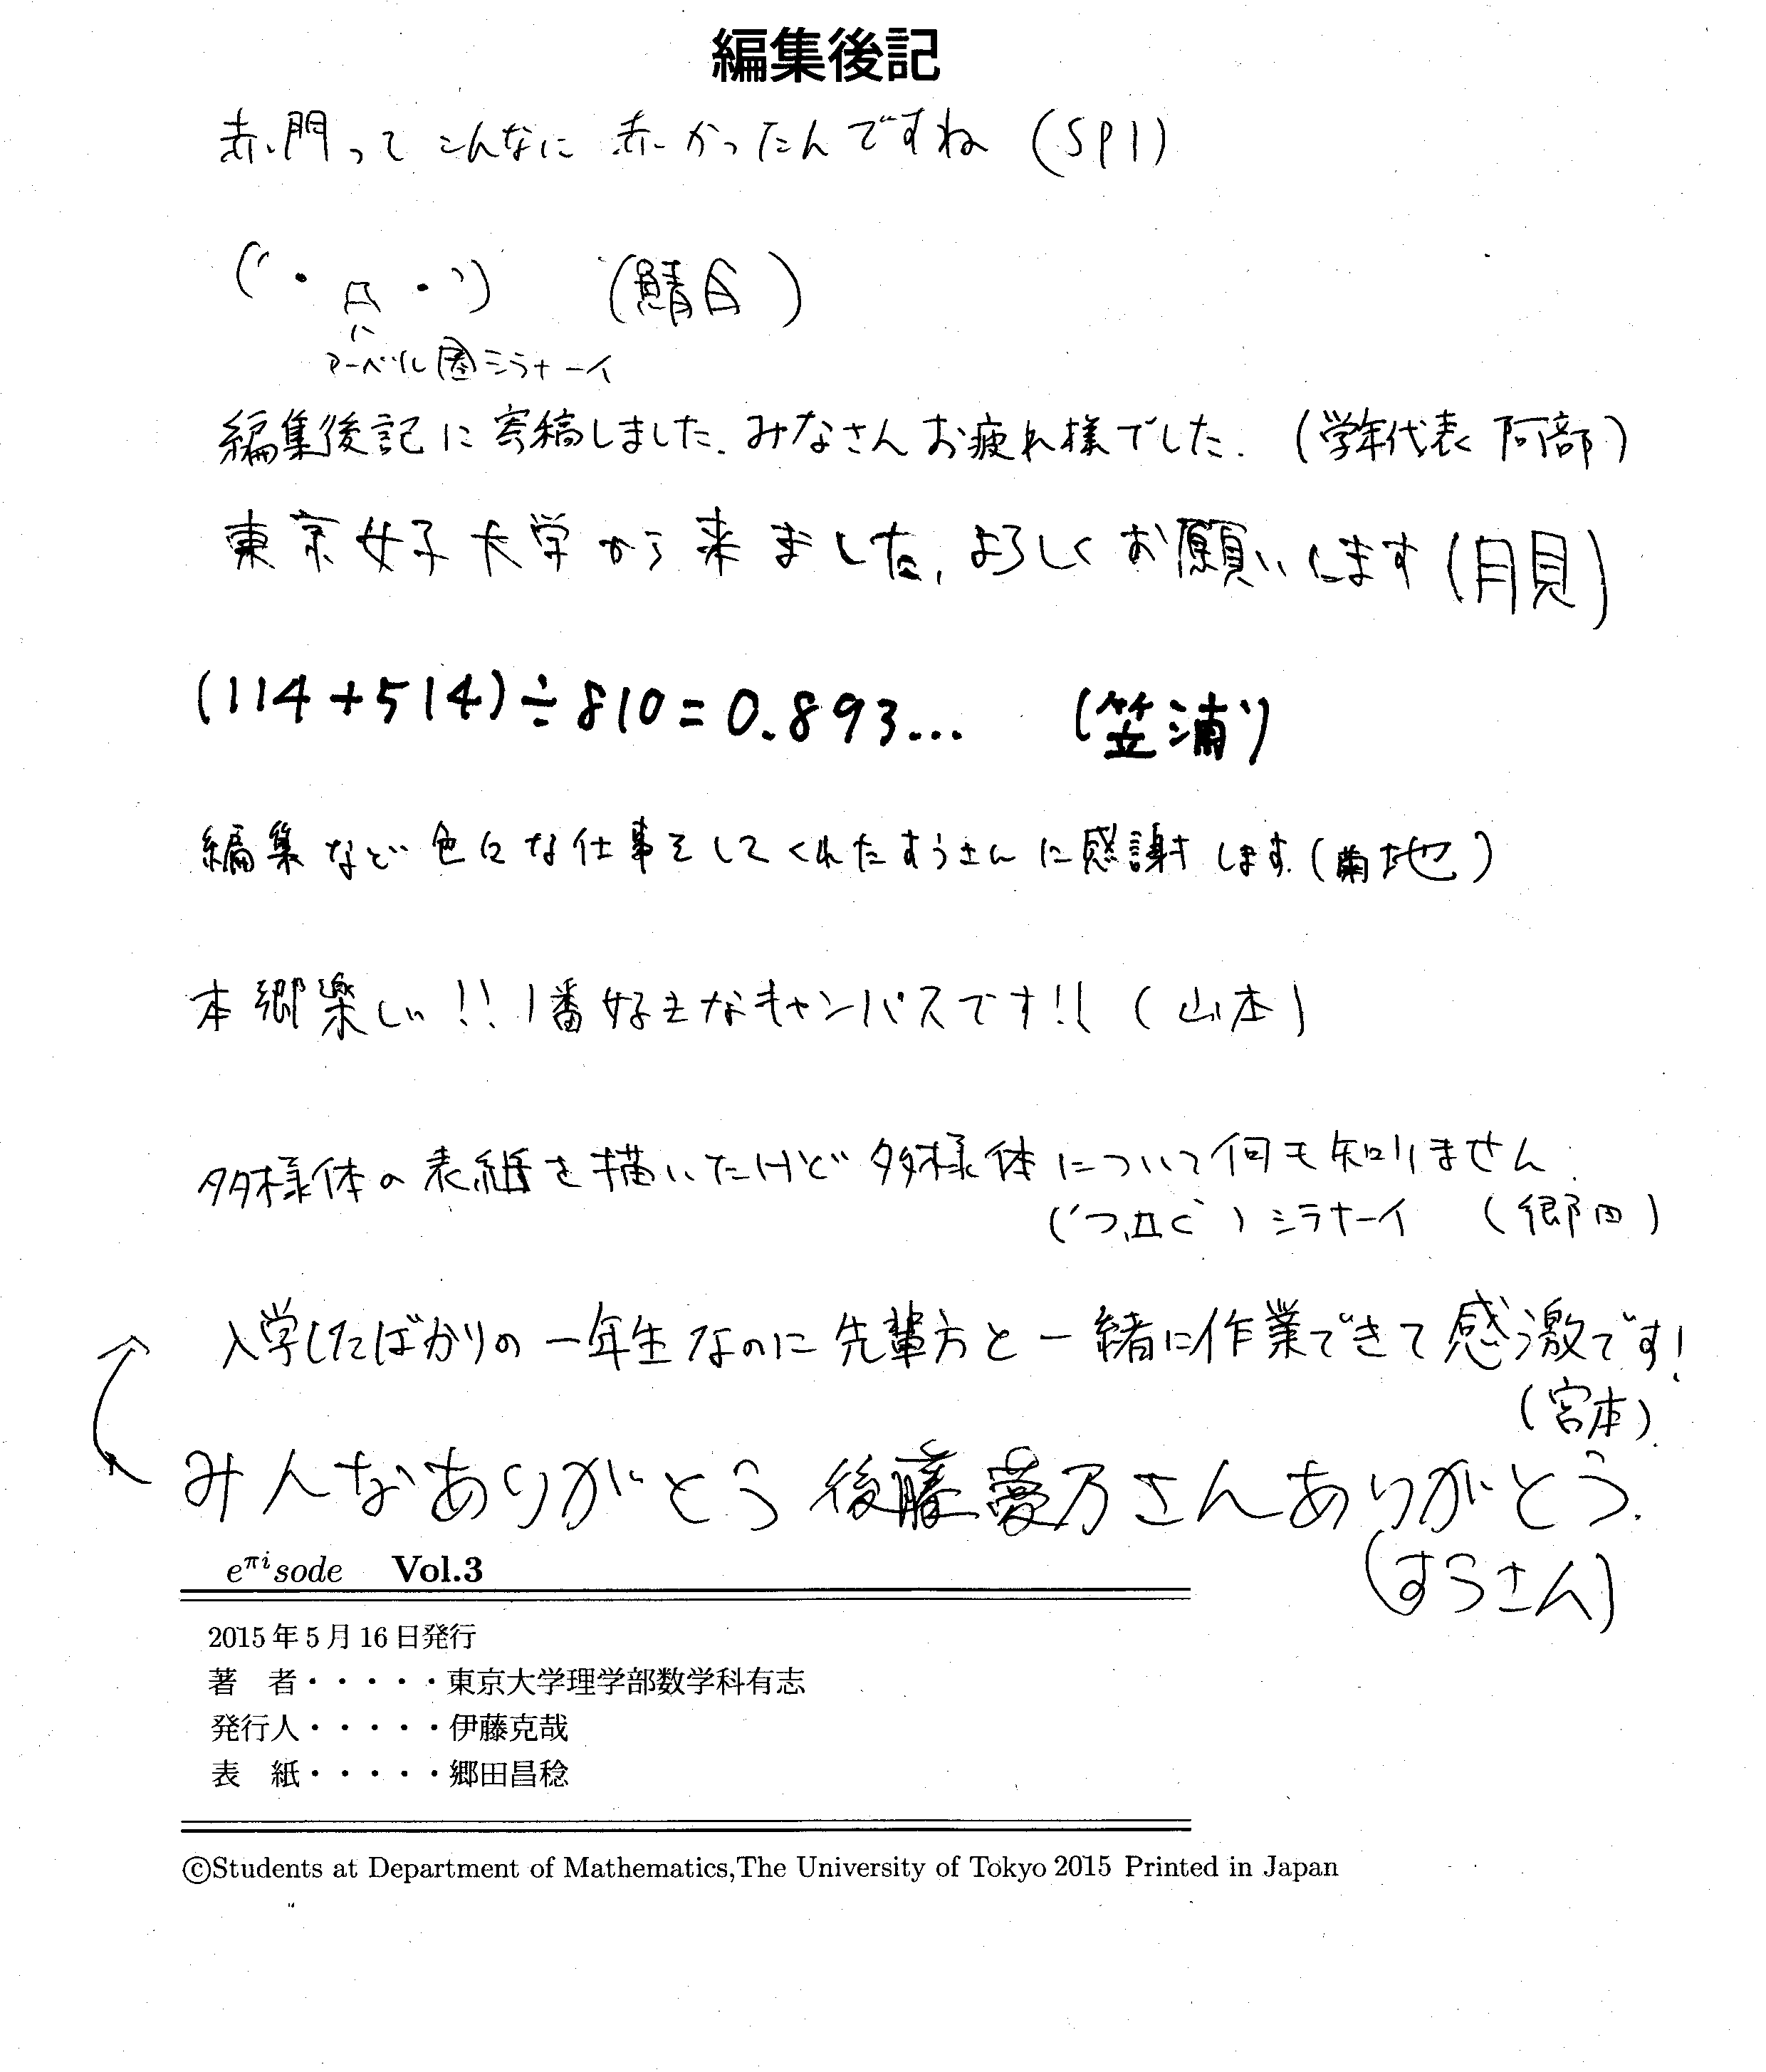 編集後記
赤門って こんなに 赤かったんですね (SP1)
(´・ 只 ・`) (鯖缶)
アーベル圏シラナーイ
編集後記に寄稿しました. みなさんお疲れ様でした. (学年代表 阿部)
東京女子大学から来ました, よろしくお願いします (月見)
(114+514)÷810=0.893... (笠浦)
編集など色々な仕事をしてくれたすうさんに感謝します. (菊地)
本郷楽しい!! 1番好きなキャンパスです!! (山本)
多様体の表紙を描いたけど多様体について何も知りません.
シラナーイ (郷田)
入学したばかりの一年生なのに先輩方と一緒に作業できて感激です!
(宮本)
みんなありがとう 後藤夢乃さんありがとう.
(すうさん)
e^{πi}sode Vol.3
2015年5月16日発行
著 者・・・・・東京大学理学部数学科有志
発行人・・・・・伊藤克哉
表 紙・・・・・郷田昌稔
©Students at Department of Mathematics,The University of Tokyo 2015 Printed in Japan